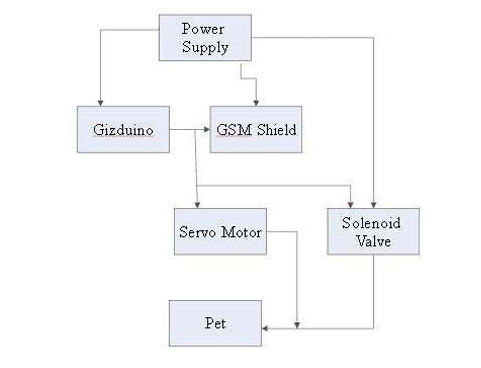 Power
Supply
Gizduino
GSM Shield
Servo Motor
Solenoid
Valve
Pet